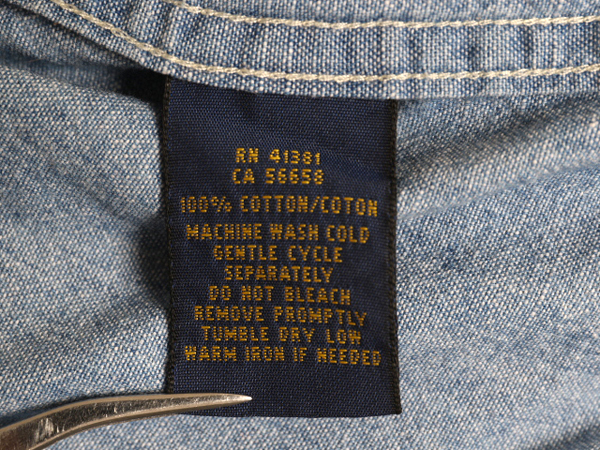 RN 41381
CA 56658
100% COTTON/COTON
MACHINE WASH COLD
GENTLE CYCLE
SEPARATELY
DO NOT BLEACH
REMOVE PROMPTLY
TUMBLE DRY LOW
WARM IRON IF NEEDED